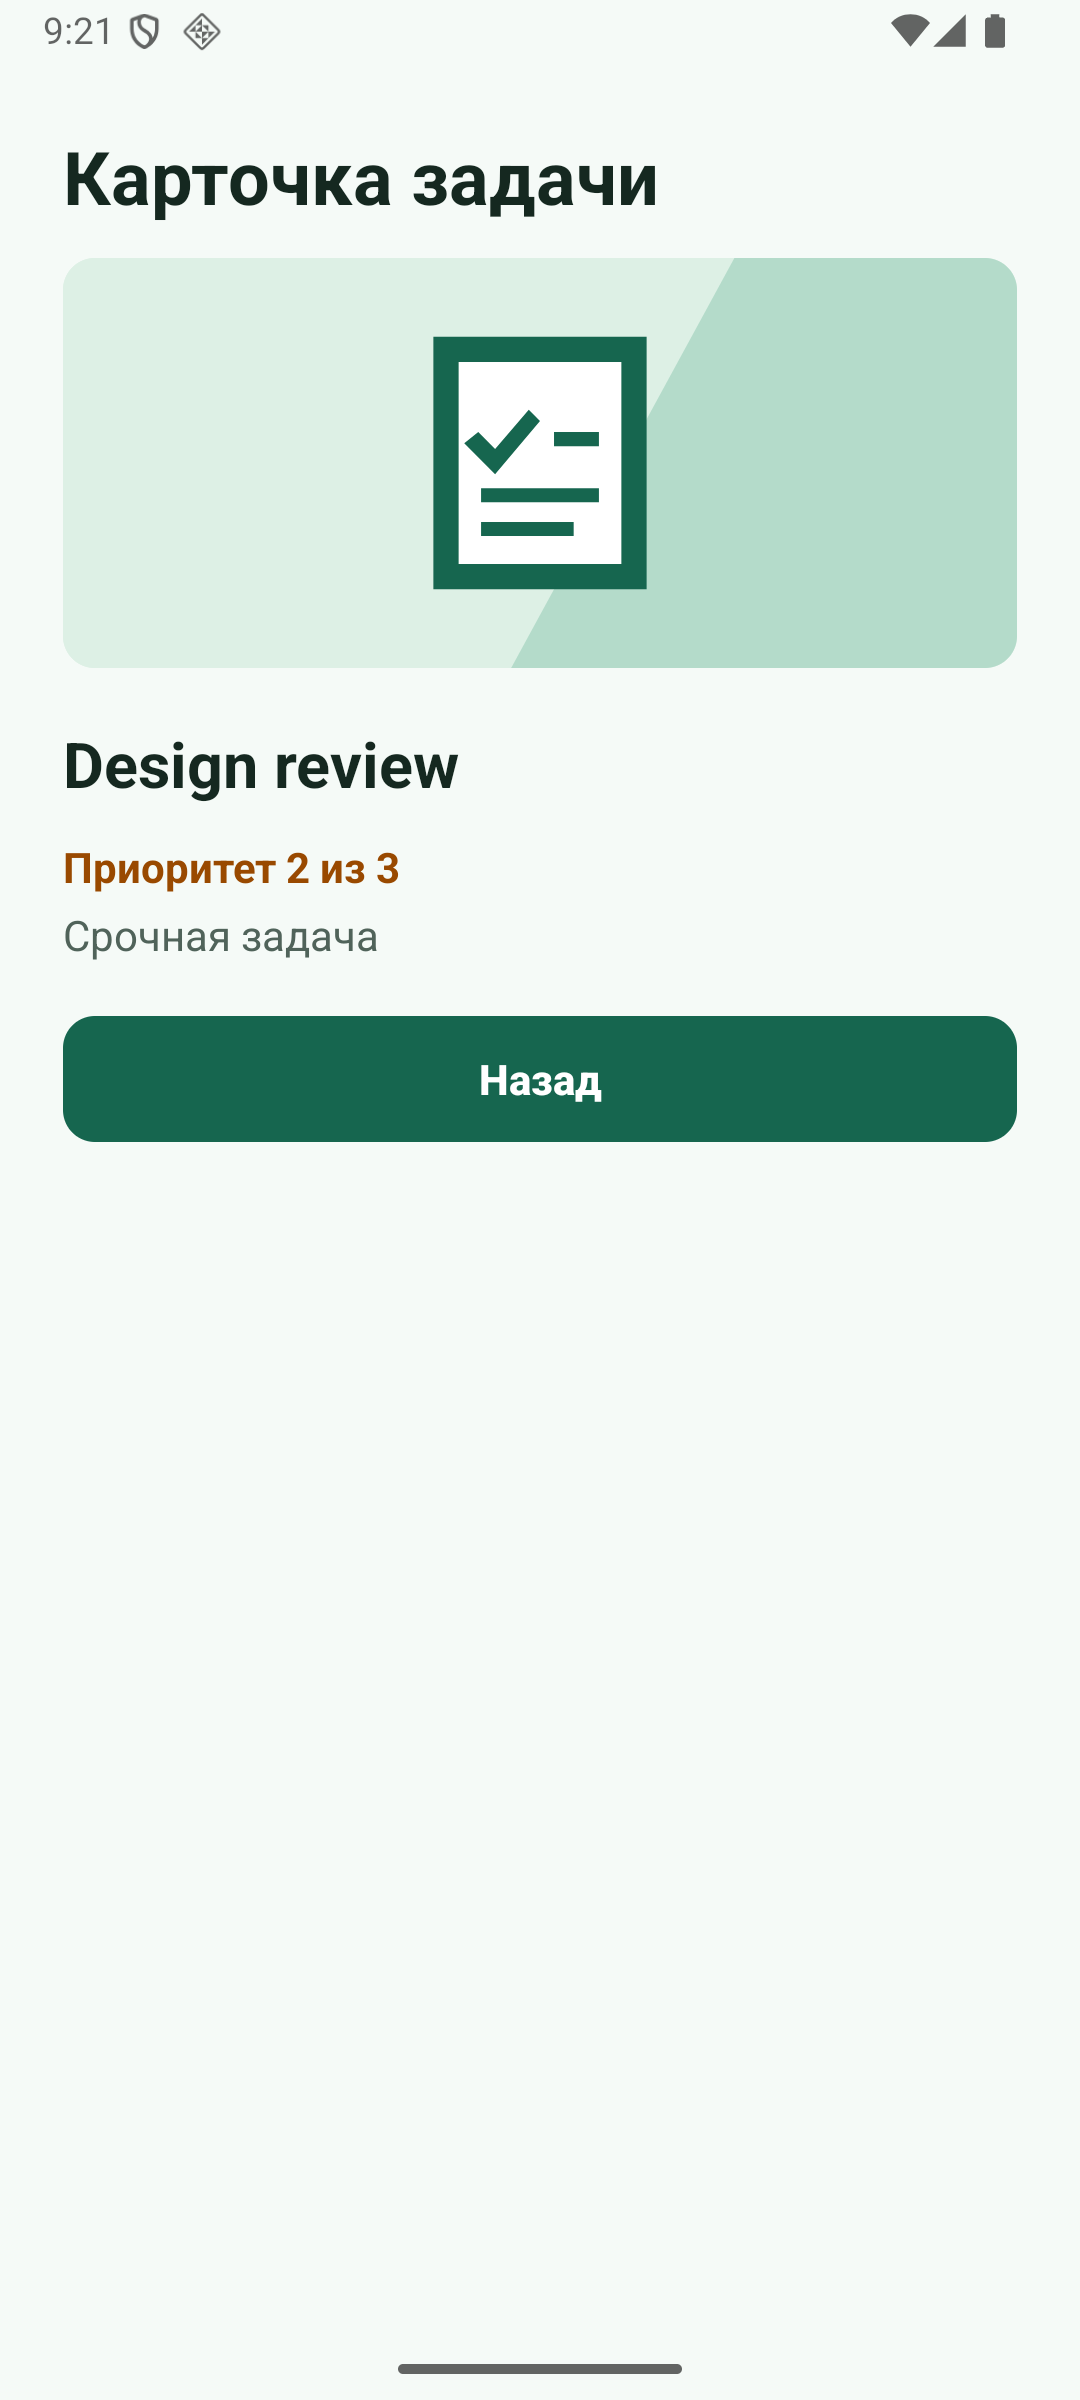 9:21
Карточка задачи
Design review
Приоритет 2 из 3
Срочная задача
Назад